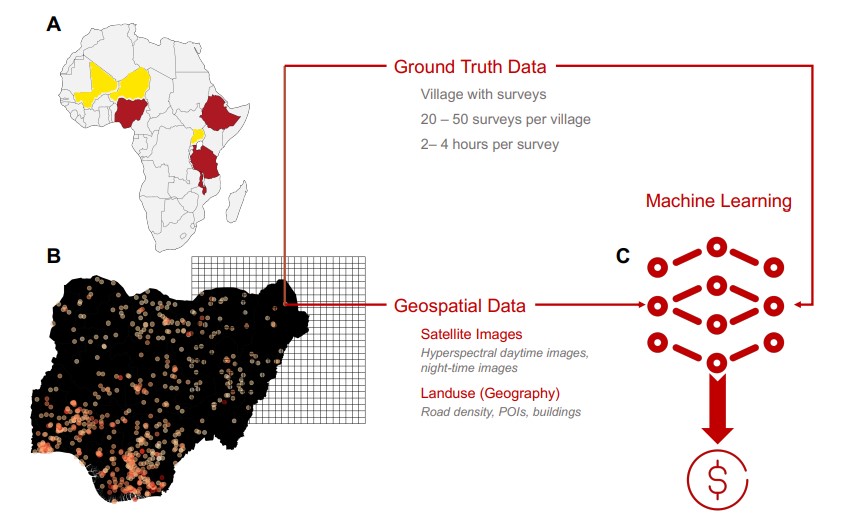 A
Ground Truth Data
Village with surveys
20 – 50 surveys per village
2– 4 hours per survey
Machine Learning
B
C
Geospatial Data
Satellite Images
Hyperspectral daytime images,
night-time images
Landuse (Geography)
Road density, POIs, buildings
$